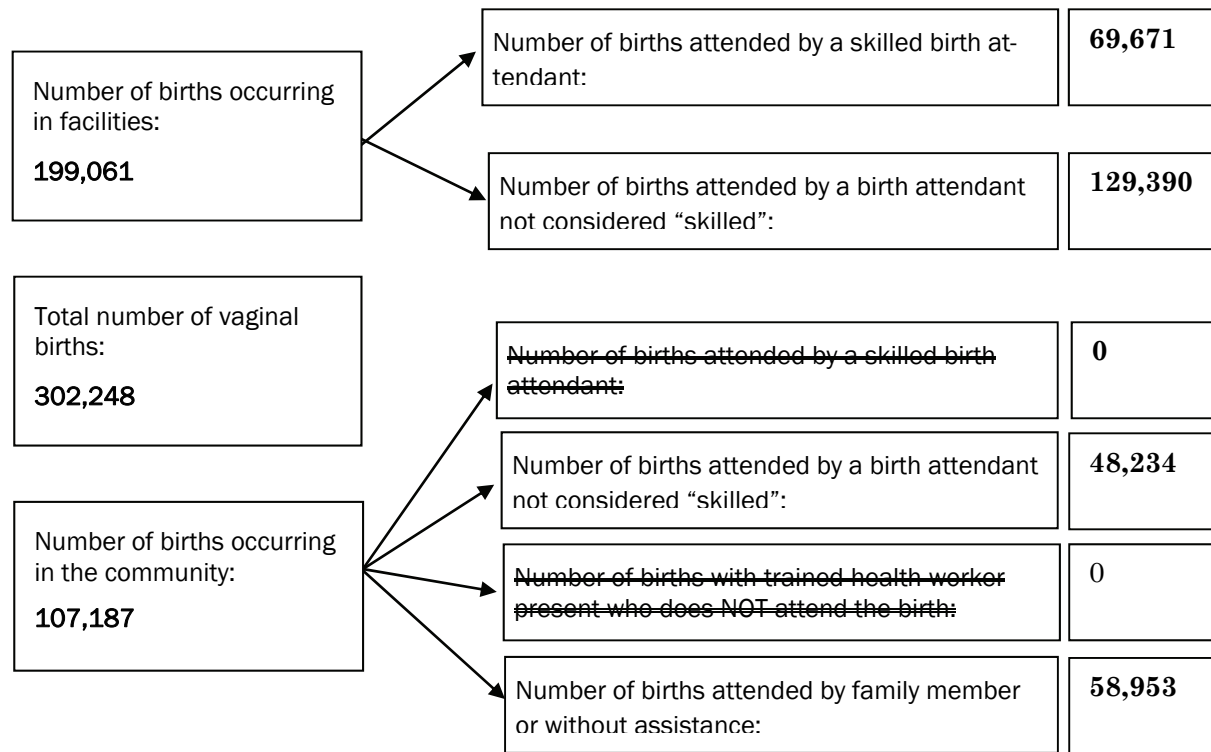 Number of births occurring
in facilities:
199,061
Number of births attended by a skilled birth at-
tendant:
69,671
Number of births attended by a birth attendant
not considered “skilled”:
129,390
Total number of vaginal
births:
302,248
Number of births occurring
in the community:
107,187
Number of births attended by a skilled birth
attendant:
0
Number of births attended by a birth attendant
not considered “skilled”:
48,234
Number of births with trained health worker
present who does NOT attend the birth:
0
Number of births attended by family member
or without assistance:
58,953